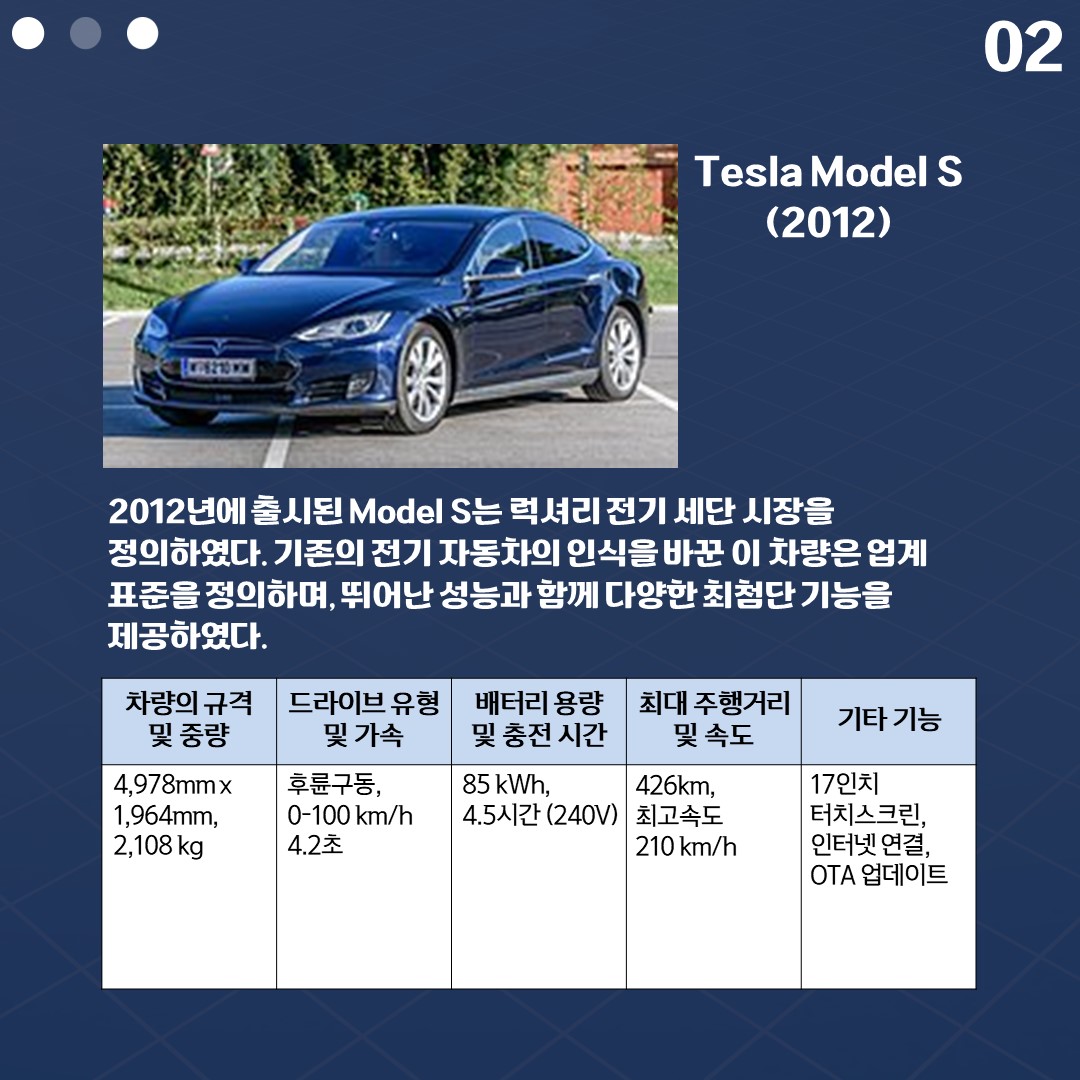 02
Tesla Model S
(2012)
2012년에 출시된 Model S는 럭셔리 전기 세단 시장을
정의하였다. 기존의 전기 자동차의 인식을 바꾼 이 차량은 업계
표준을 정의하며, 뛰어난 성능과 함께 다양한 최첨단 기능을
제공하였다.
차량의 규격
및 중량
드라이브 유형
및 가속
배터리 용량
및 충전 시간
최대 주행거리
및 속도
기타 기능
4,978mm x
1,964mm,
2,108 kg
후륜구동,
0-100 km/h
4.2초
85 kWh,
4.5시간 (240V)
426km,
최고속도
210 km/h
17인치
터치스크린,
인터넷 연결,
OTA 업데이트